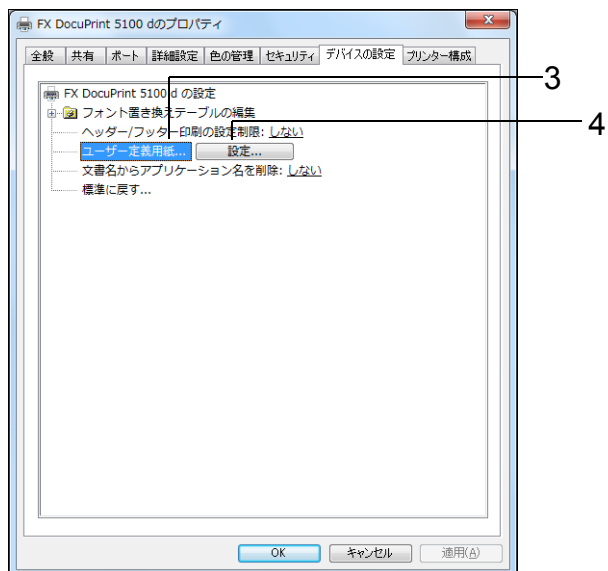 FX DocuPrint 5100 dのプロパティ
全般 共有 ポート 詳細設定 色の管理 セキュリティ デバイスの設定 プリンター構成
FX DocuPrint 5100 d の設定
フォント置き換えテーブルの編集
ヘッダー/フッター印刷の設定制限: しない
ユーザー定義用紙... 設定...
文書名からアプリケーション名を削除: しない
標準に戻す...
3
4
OK キャンセル 適用(A)